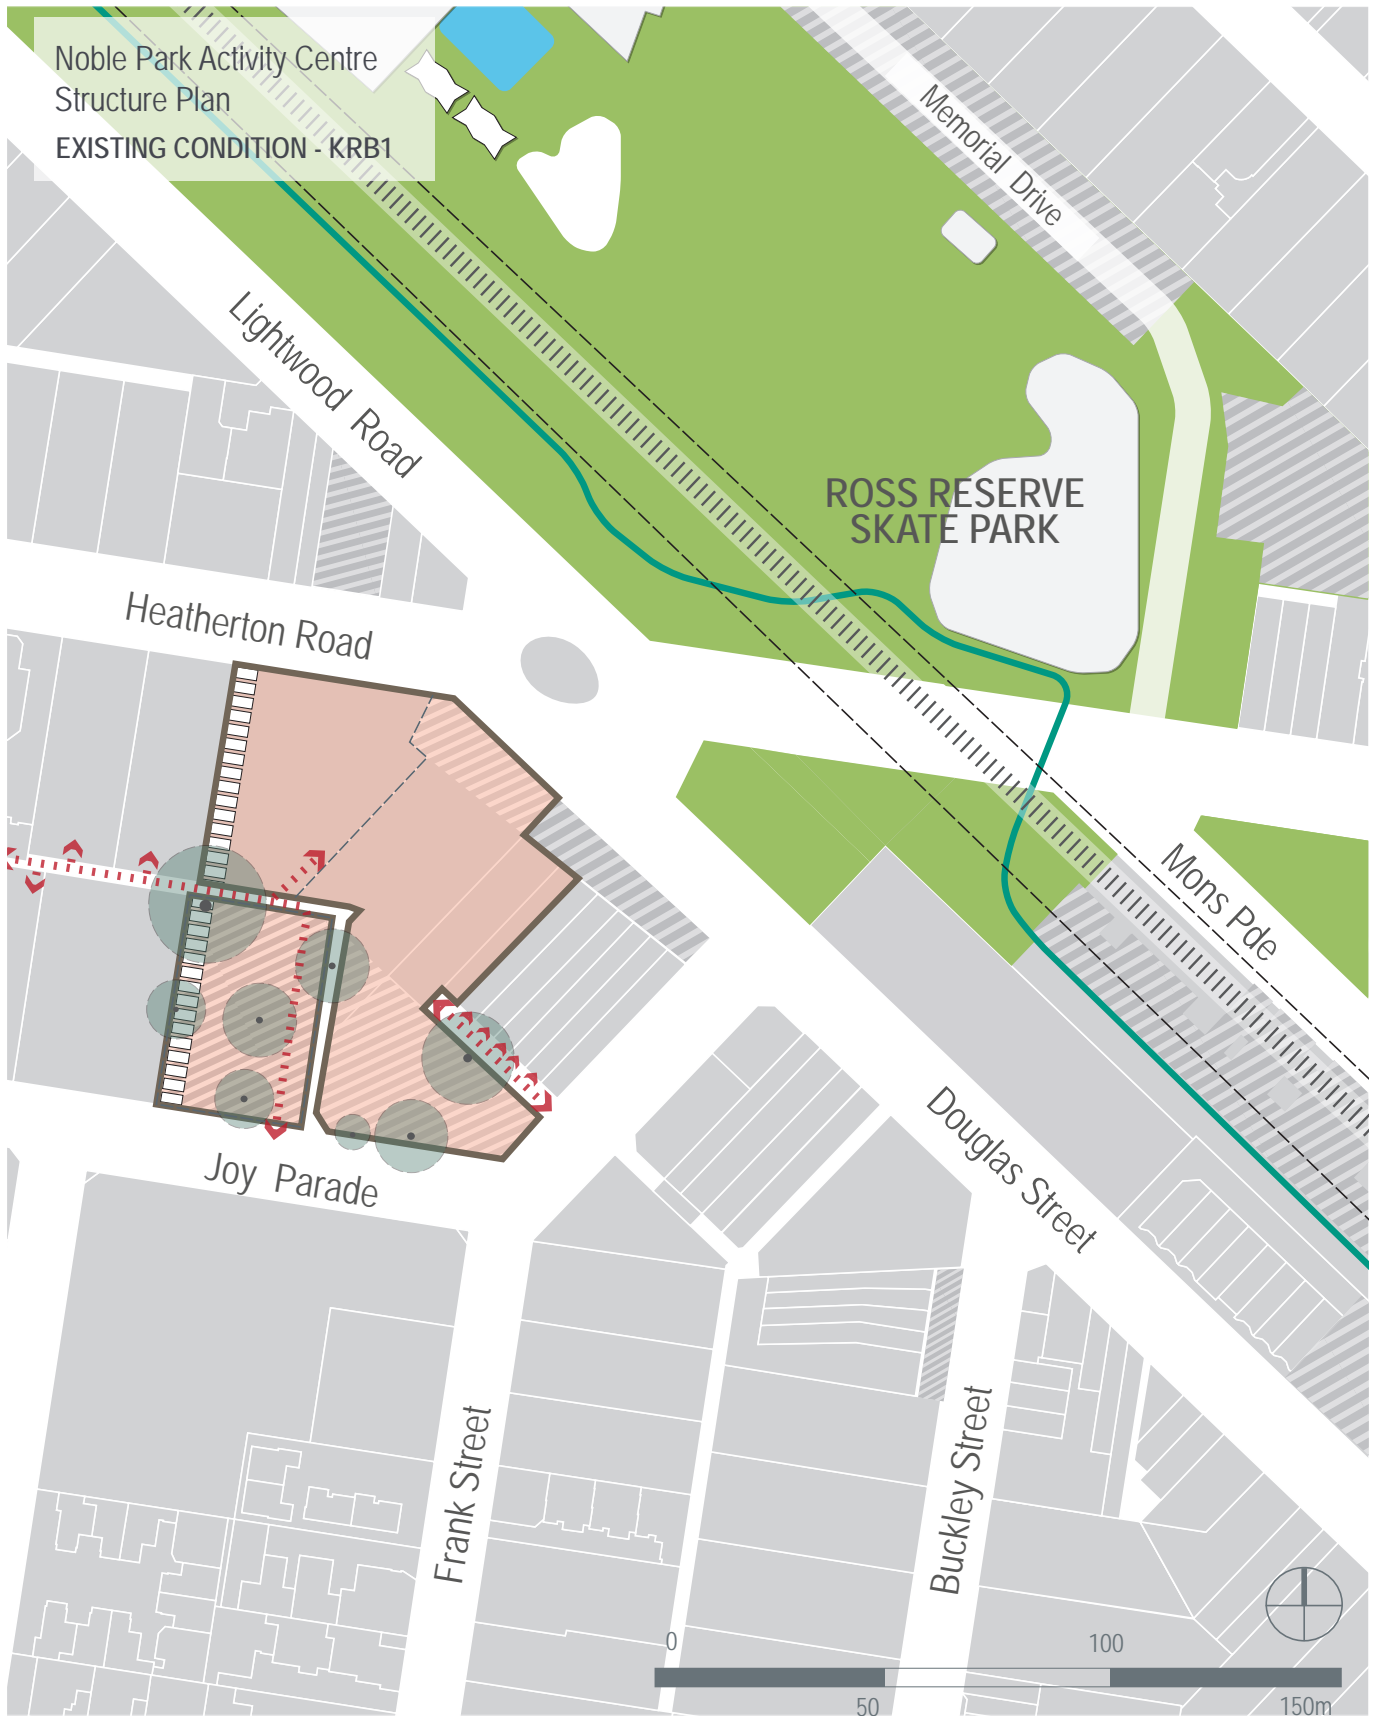 Noble Park Activity Centre
Structure Plan
EXISTING CONDITION - KRB1
Memorial Drive
Lightwood Road
ROSS RESERVE
SKATE PARK
Heatherton Road
Mons Pde
Douglas Street
Joy Parade
Frank Street
Buckley Street
0
100
50
150m